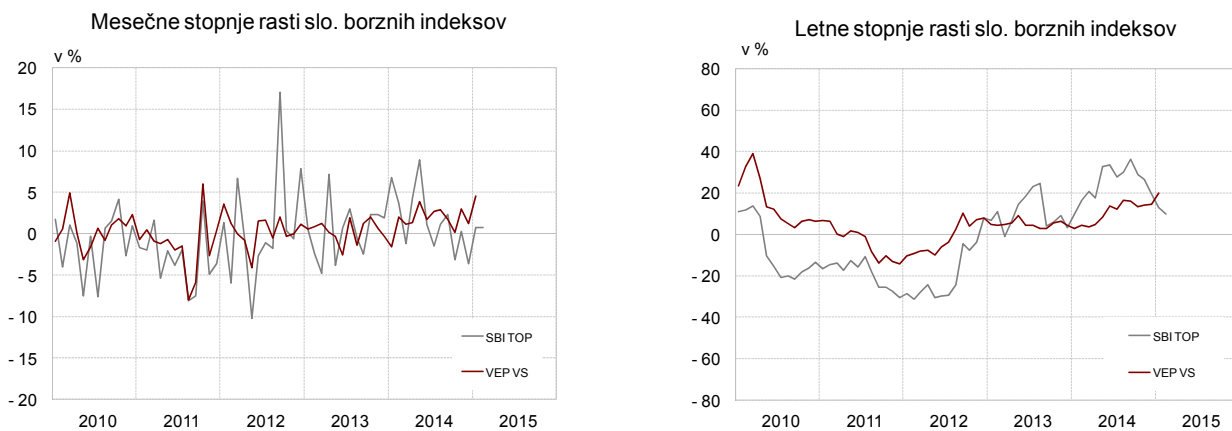 Mesečne stopnje rasti slo. borznih indeksov
v %
20
15
10
5
0
- 5
- 10
- 15
- 20
SBI TOP
VEP VS
2010 2011 2012 2013 2014 2015
Letne stopnje rasti slo. borznih indeksov
v %
80
60
40
20
0
- 20
- 40
- 60
- 80
SBI TOP
VEP VS
2010 2011 2012 2013 2014 2015